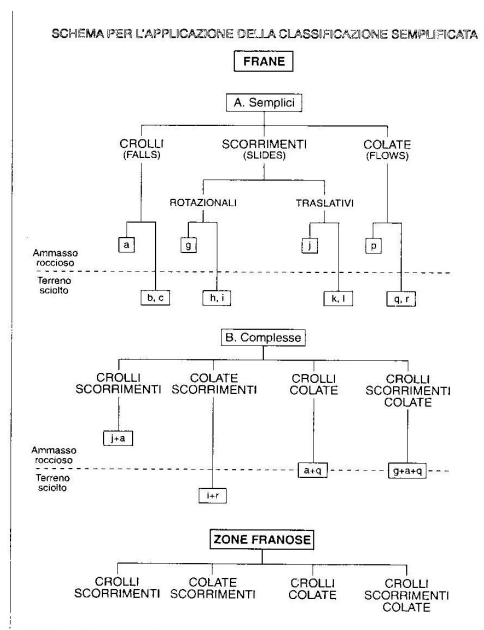 SCHEMA PER L'APPLICAZIONE DELLA CLASSIFICAZIONE SEMPLIFICATA
FRANE
A. Semplici
CROLLI SCORRIMENTI COLATE
(FALLS) (SLIDES) (FLOWS)
ROTAZIONALI TRASLATIVI
a g j p
Ammasso
roccioso
Terreno
sciolto
b, c h, i k, l q, r
B. Complesse
CROLLI COLATE CROLLI CROLLI
SCORRIMENTI SCORRIMENTI COLATE SCORRIMENTI
COLATE
j+a
Ammasso
roccioso
a+q g+a+q
Terreno
sciolto
i+r
ZONE FRANOSE
CROLLI COLATE CROLLI CROLLI
SCORRIMENTI SCORRIMENTI COLATE SCORRIMENTI
COLATE